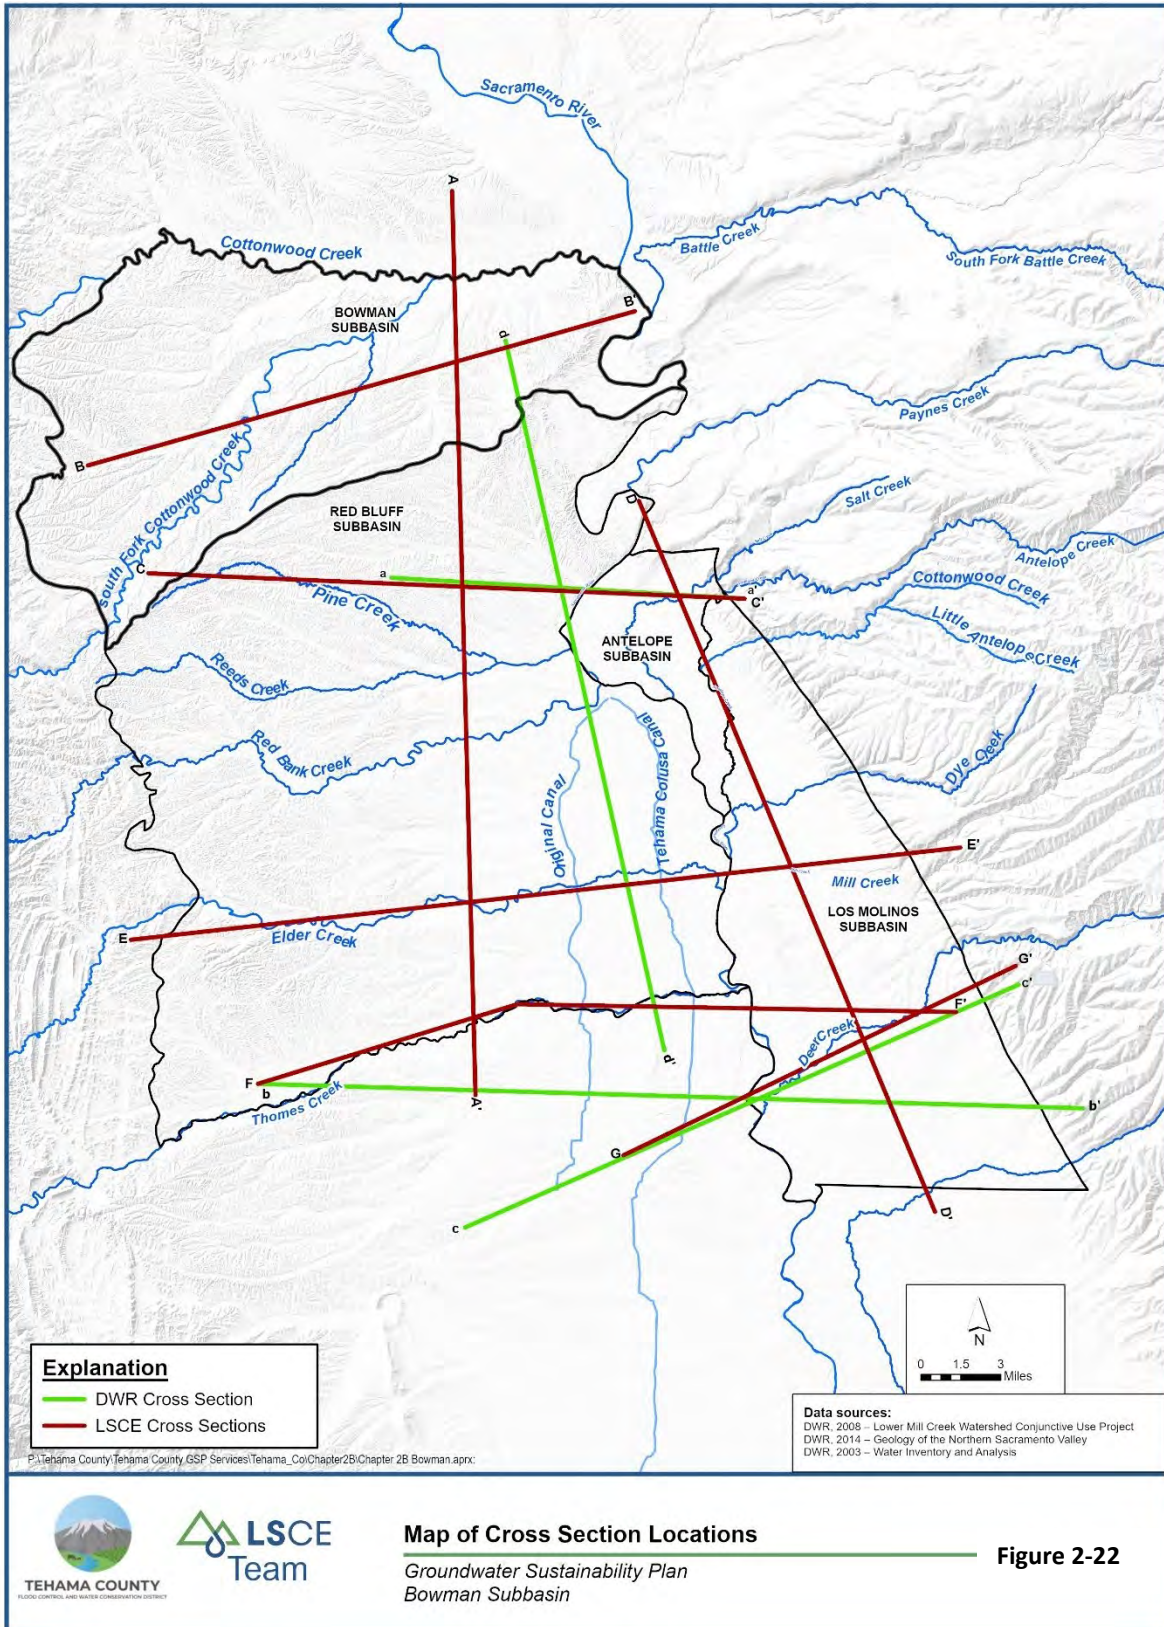 Sacramento River
A
Battle Creek
South Fork Battle Creek
Cottonwood Creek
BOWMAN
SUBBASIN
B'
d
Paynes Creek
B
South Fork Cottonwood Creek
RED BLUFF
SUBBASIN
D
Salt Creek
Antelope Creek
C
a
Pine Creek
a'
C'
Cottonwood Creek
Little Antelope Creek
ANTELOPE
SUBBASIN
Reeds Creek
Red Bank Creek
Original Canal
Tehama Colusa Canal
Dye Creek
E'
Mill Creek
LOS MOLINOS
SUBBASIN
E
Elder Creek
G'
c'
F'
Deer Creek
d'
F
b
A'
b'
Thomes Creek
G
c
D'
N
0 1.5 3
Miles
Explanation
DWR Cross Section
LSCE Cross Sections
Data sources:
DWR, 2008 – Lower Mill Creek Watershed Conjunctive Use Project
DWR, 2014 – Geology of the Northern Sacramento Valley
DWR, 2003 – Water Inventory and Analysis
P:\Tehama County\Tehama County GSP Services\Tehama_Co\Chapter2B\Chapter 2B Bowman.aprx:
TEHAMA COUNTY
FLOOD CONTROL AND WATER CONSERVATION DISTRICT
LSCE
Team
Map of Cross Section Locations
Groundwater Sustainability Plan
Bowman Subbasin
Figure 2-22